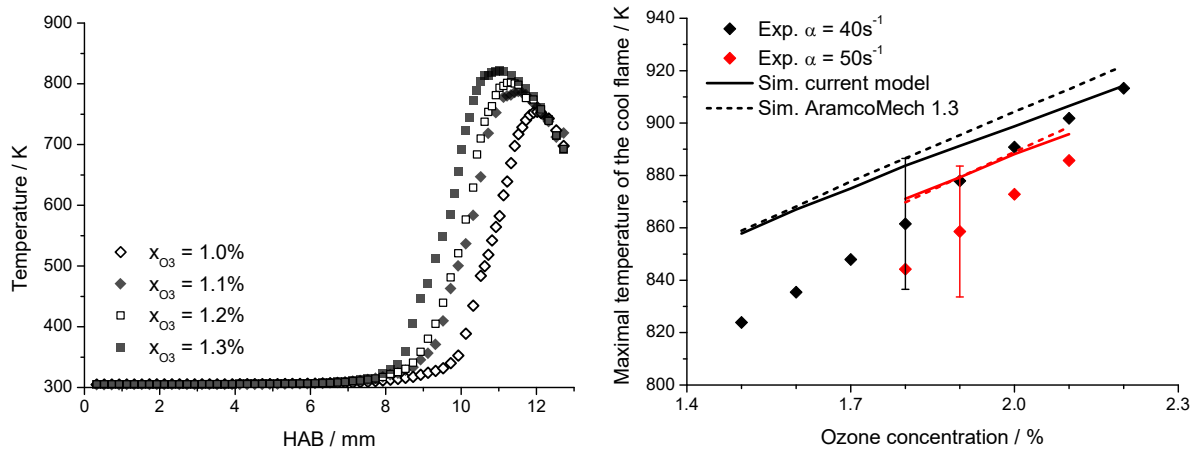 900
800
700
600
500
400
300
Temperature / K
x_O3 = 1.0%
x_O3 = 1.1%
x_O3 = 1.2%
x_O3 = 1.3%
0 2 4 6 8 10 12
HAB / mm
940
920
900
880
860
840
820
800
Maximal temperature of the cool flame / K
Exp. α = 40s⁻¹
Exp. α = 50s⁻¹
Sim. current model
Sim. AramcoMech 1.3
1.4 1.7 2.0 2.3
Ozone concentration / %